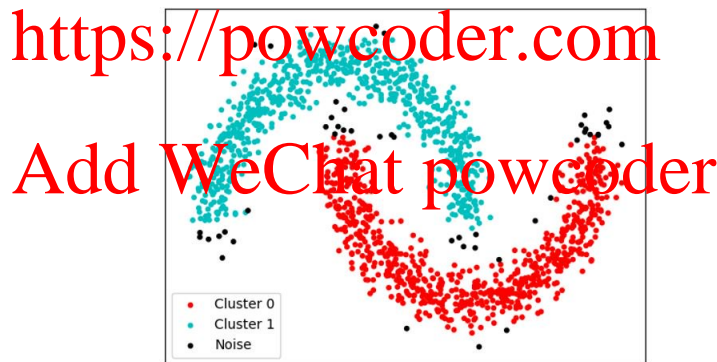 https://powcoder.com
Add WeChat powcoder
Cluster 0
Cluster 1
Noise